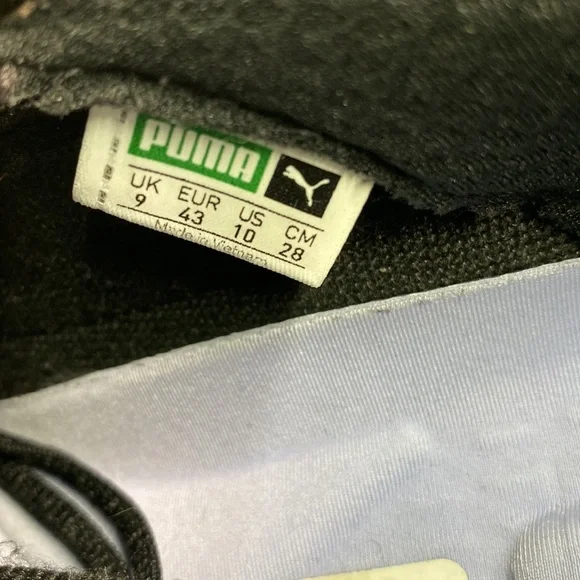 PUMA
UK EUR US CM
9 43 10 28
Made in Vietnam